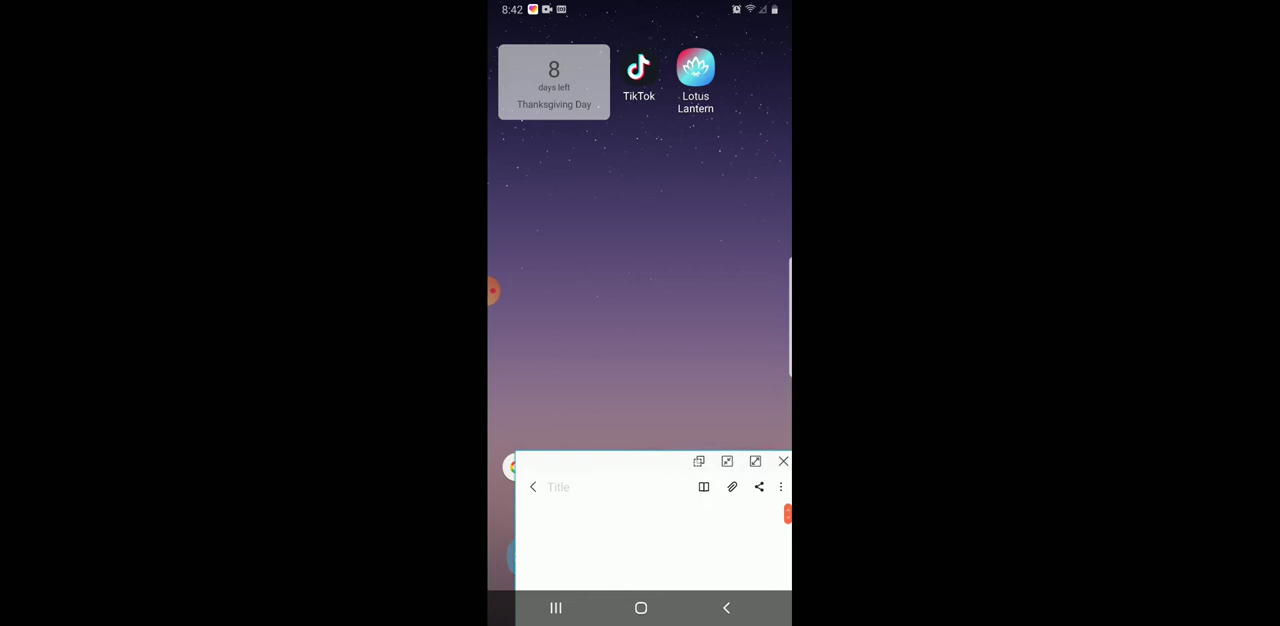 8:42
8
days left
Thanksgiving Day
TikTok
Lotus
Lantern
Title